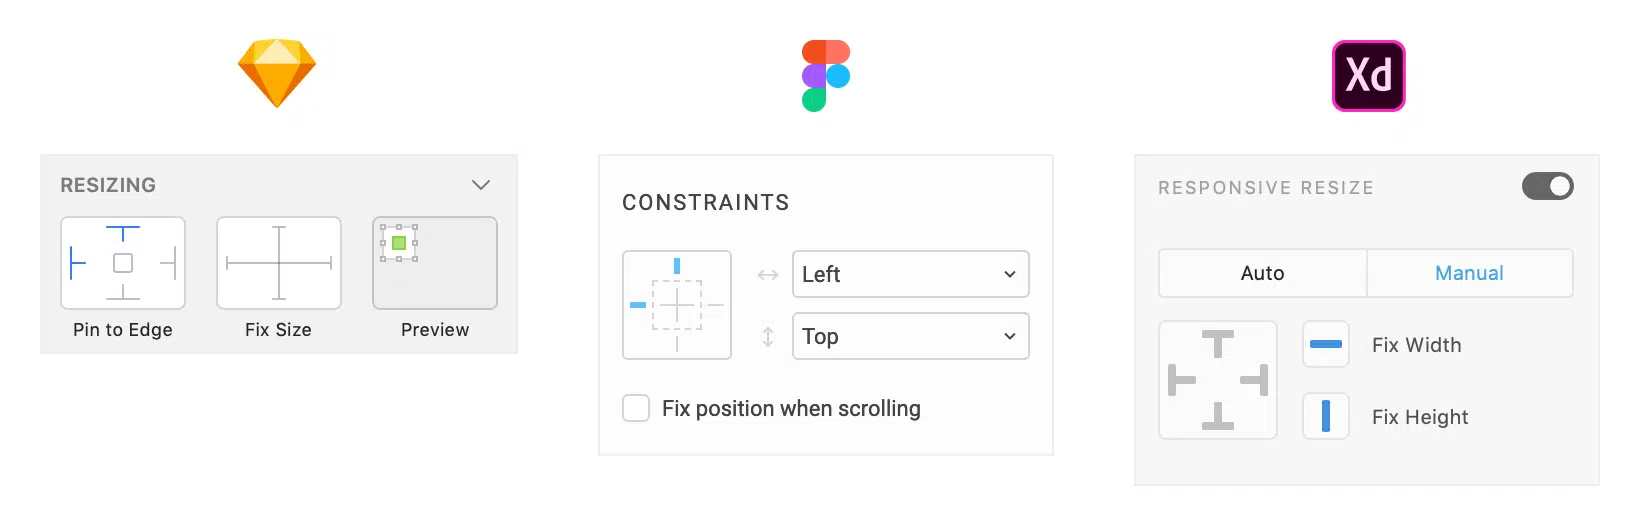 Xd
RESIZING
Pin to Edge
Fix Size
Preview
CONSTRAINTS
Left
Top
Fix position when scrolling
RESPONSIVE RESIZE
Auto
Manual
Fix Width
Fix Height